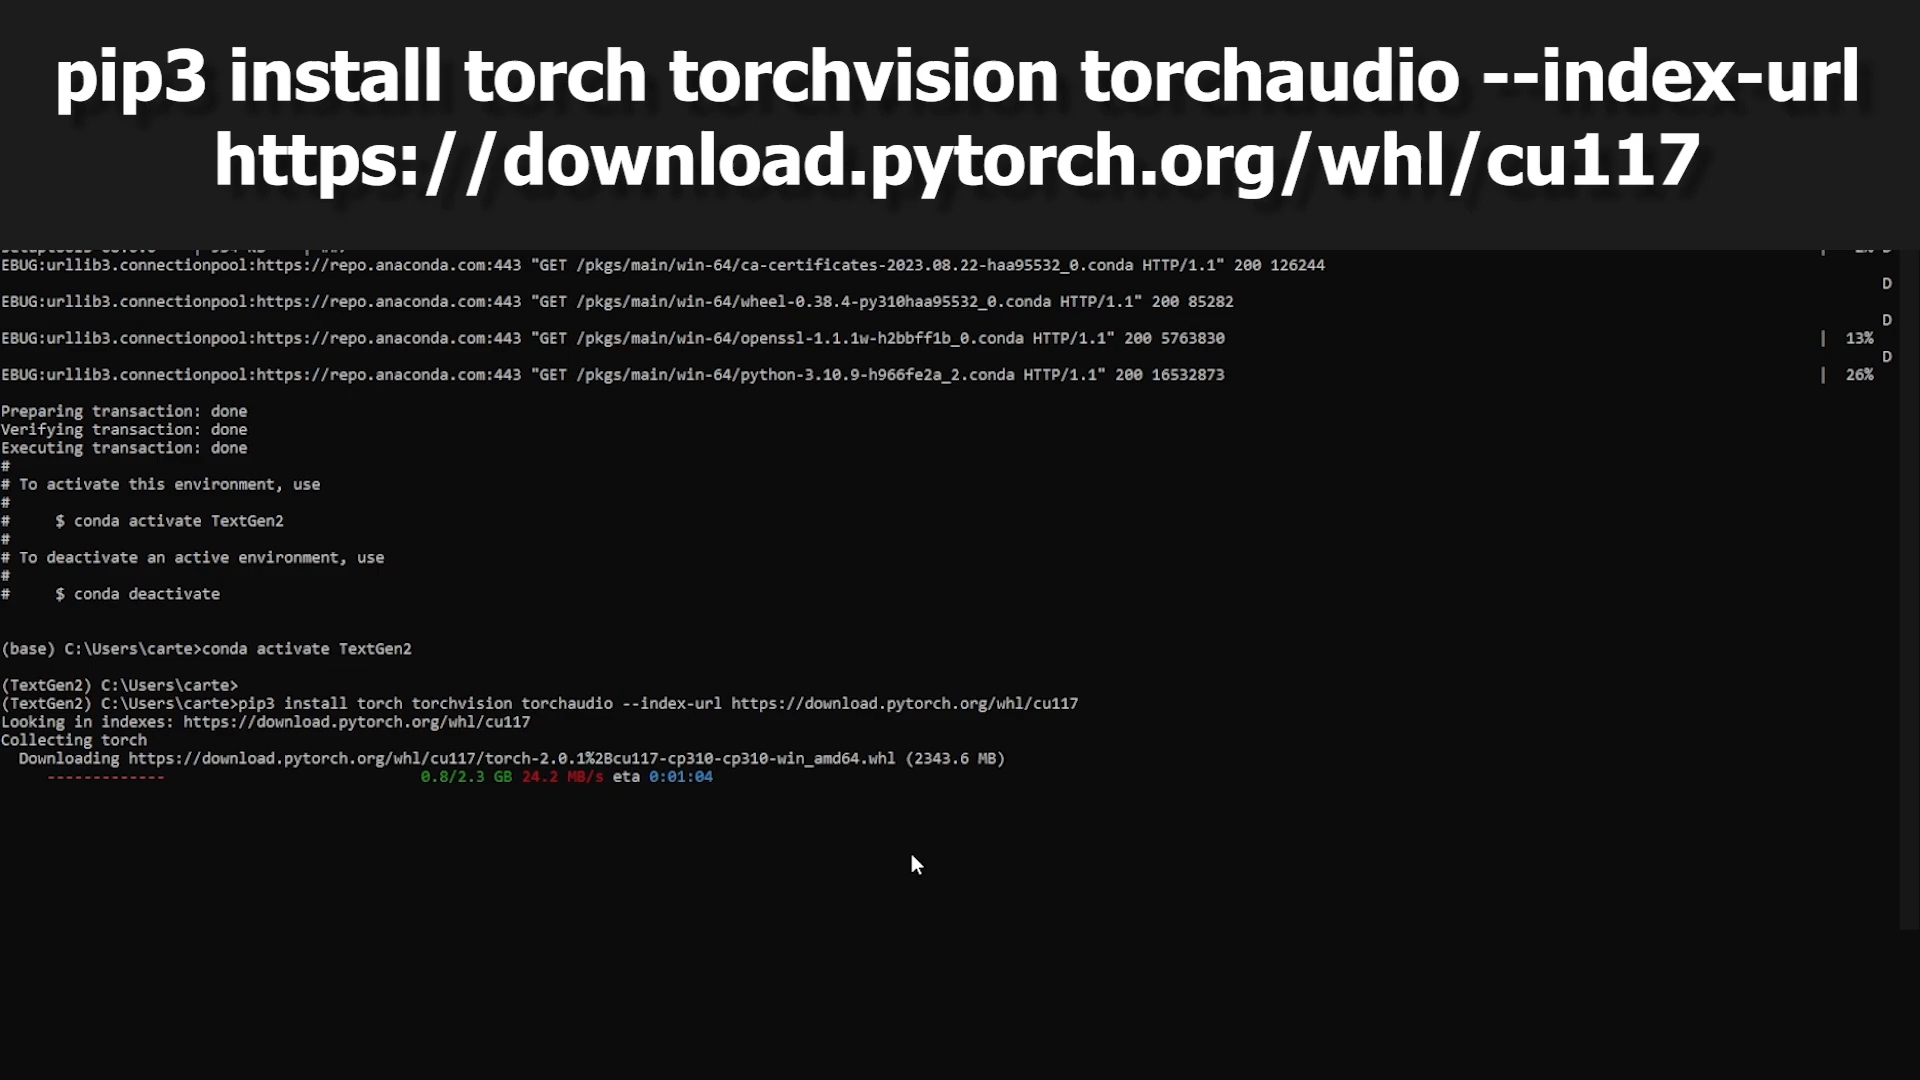 pip3 install torch torchvision torchaudio --index-url
https://download.pytorch.org/whl/cu117
EBUG:urllib3.connectionpool:https://repo.anaconda.com:443 "GET /pkgs/main/win-64/ca-certificates-2023.08.22-haa95532_0.conda HTTP/1.1" 200 126244
D
EBUG:urllib3.connectionpool:https://repo.anaconda.com:443 "GET /pkgs/main/win-64/wheel-0.38.4-py310haa95532_0.conda HTTP/1.1" 200 85282
D
EBUG:urllib3.connectionpool:https://repo.anaconda.com:443 "GET /pkgs/main/win-64/openssl-1.1.1w-h2bbff1b_0.conda HTTP/1.1" 200 5763830 | 13%
D
EBUG:urllib3.connectionpool:https://repo.anaconda.com:443 "GET /pkgs/main/win-64/python-3.10.9-h966fe2a_2.conda HTTP/1.1" 200 16532873 | 26%
Preparing transaction: done
Verifying transaction: done
Executing transaction: done
#
# To activate this environment, use
#
#     $ conda activate TextGen2
#
# To deactivate an active environment, use
#
#     $ conda deactivate
(base) C:\Users\carte>conda activate TextGen2
(TextGen2) C:\Users\carte>
(TextGen2) C:\Users\carte>pip3 install torch torchvision torchaudio --index-url https://download.pytorch.org/whl/cu117
Looking in indexes: https://download.pytorch.org/whl/cu117
Collecting torch
  Downloading https://download.pytorch.org/whl/cu117/torch-2.0.1%2Bcu117-cp310-cp310-win_amd64.whl (2343.6 MB)
------------- 0.8/2.3 GB 24.2 MB/s eta 0:01:04